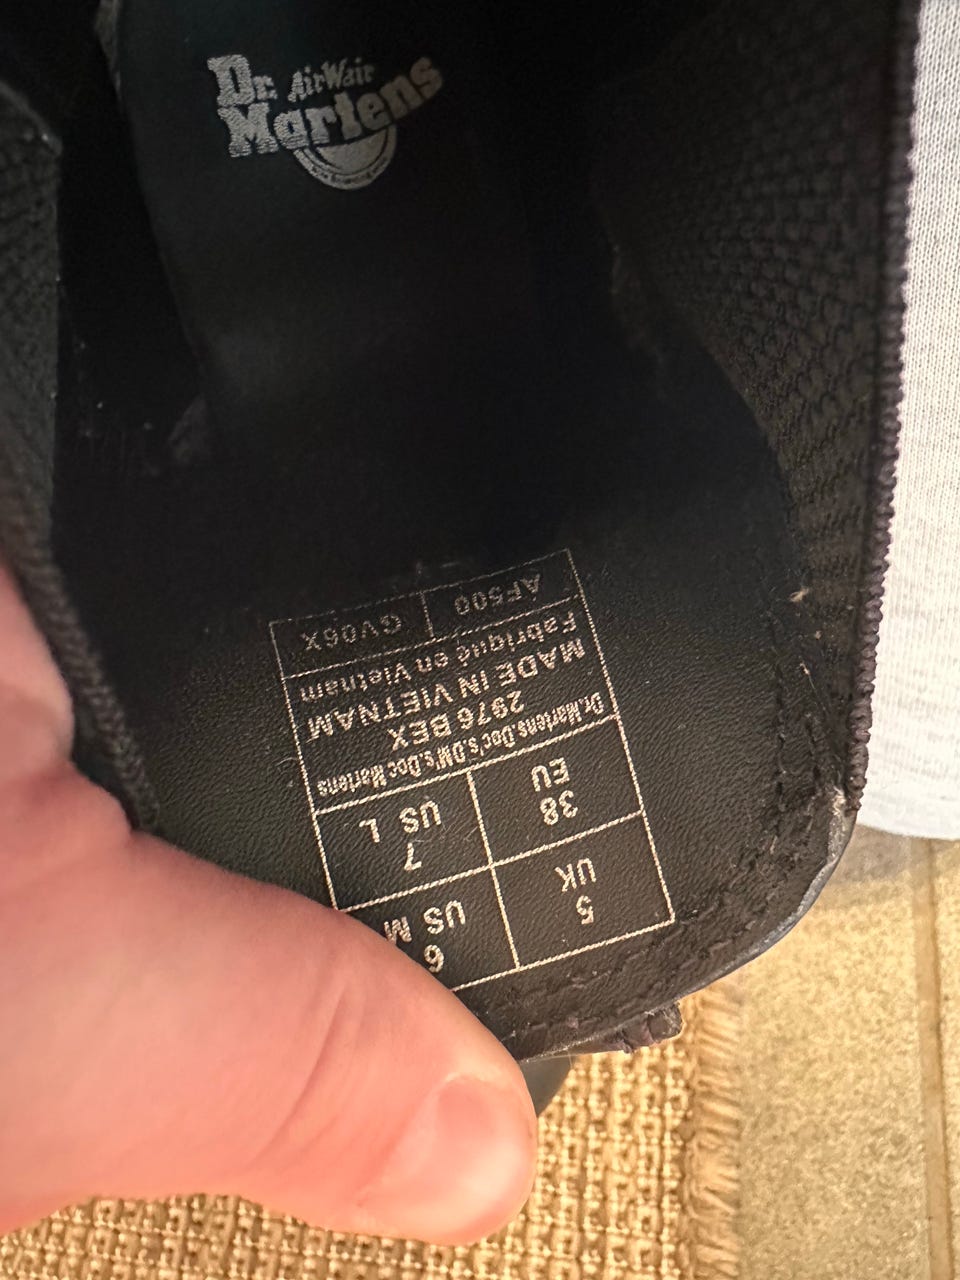 Dr. AirWair
Martens
5 6
UK US M
38 7
EU US L
Dr.Martens.Doc's.DM's.Doc Martens
2976 BEX
MADE IN VIETNAM
Fabriqué en Vietnam
AF500 GV06X